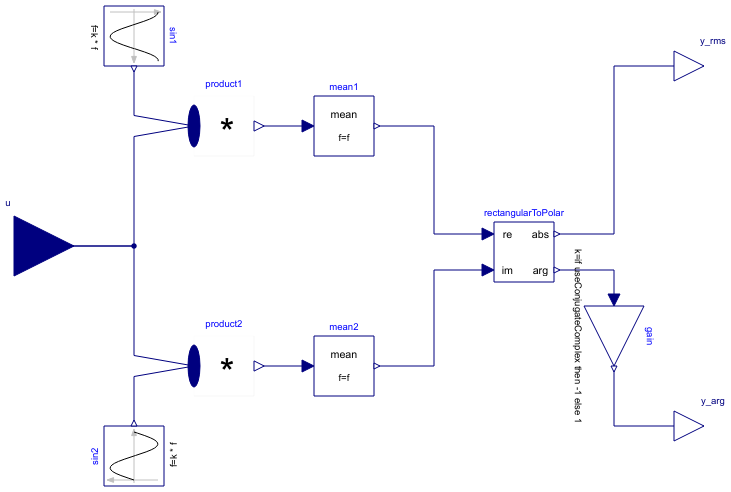 sin1
f=k * f
product1
*
mean1
mean
f=f
y_rms
u
rectangularToPolar
re
abs
im
arg
k=if useConjugateComplex then -1 else 1
gain
product2
*
mean2
mean
f=f
y_arg
sin2
f=k * f